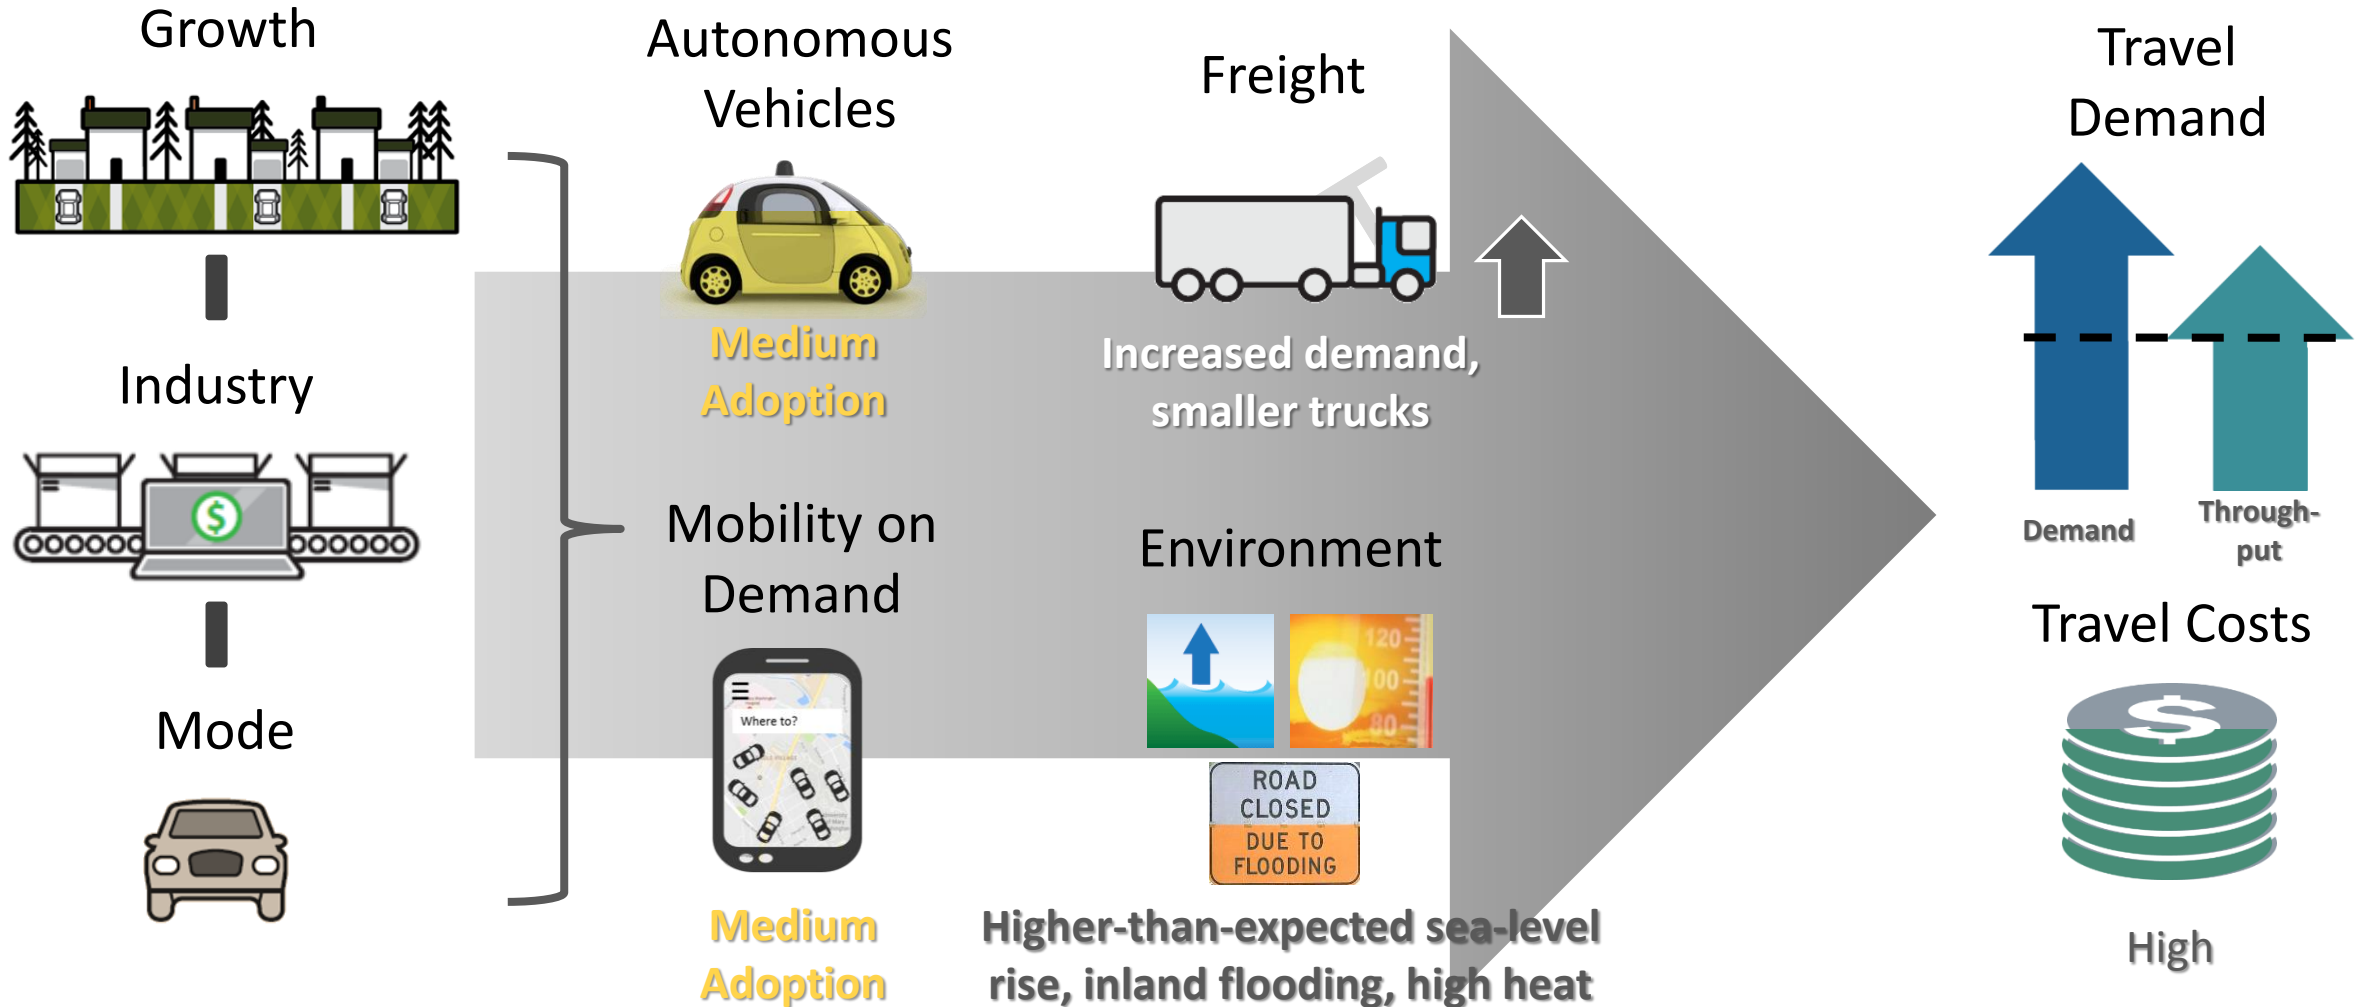 Growth
Industry
$
Mode
Autonomous
Vehicles
Medium
Adoption
Mobility on
Demand
Where to?
Medium
Adoption
Freight
Increased demand,
smaller trucks
Environment
120
100
80
ROAD
CLOSED
DUE TO
FLOODING
Higher-than-expected sea-level
rise, inland flooding, high heat
Travel
Demand
Demand
Through-
put
Travel Costs
$
High